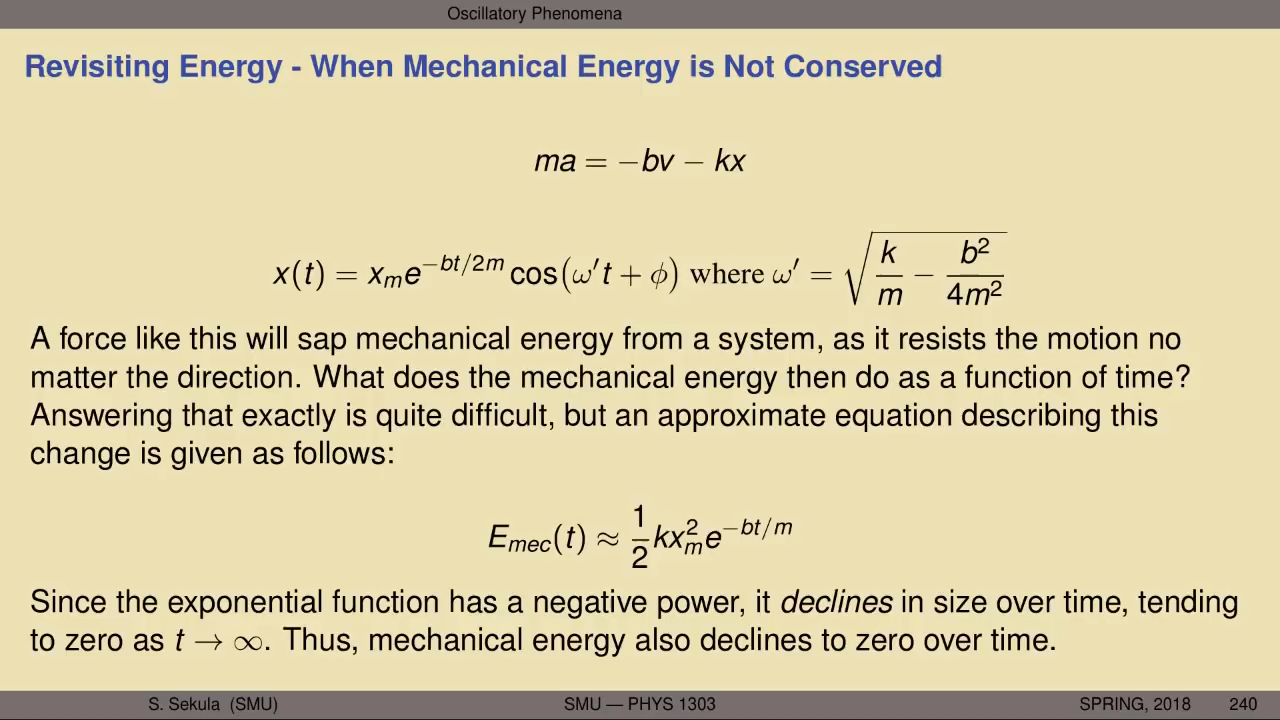 Oscillatory Phenomena
Revisiting Energy - When Mechanical Energy is Not Conserved
ma = −bv − kx
x(t) = xₘe^{−bt/2m} cos(ω′t + ϕ) where ω′ = √(k/m − b²/4m²)
A force like this will sap mechanical energy from a system, as it resists the motion no
matter the direction. What does the mechanical energy then do as a function of time?
Answering that exactly is quite difficult, but an approximate equation describing this
change is given as follows:
E_{mec}(t) ≈ 1/2 kx²ₘe^{−bt/m}
Since the exponential function has a negative power, it declines in size over time, tending
to zero as t → ∞. Thus, mechanical energy also declines to zero over time.
S. Sekula (SMU) SMU — PHYS 1303 SPRING, 2018 240